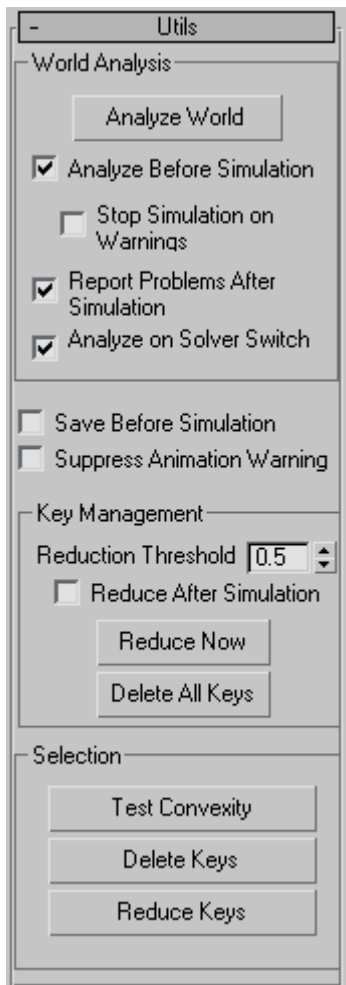 - Utils
World Analysis
Analyze World
Analyze Before Simulation
Stop Simulation on
Warnings
Report Problems After
Simulation
Analyze on Solver Switch
Save Before Simulation
Suppress Animation Warning
Key Management
Reduction Threshold 0.5
Reduce After Simulation
Reduce Now
Delete All Keys
Selection
Test Convexity
Delete Keys
Reduce Keys